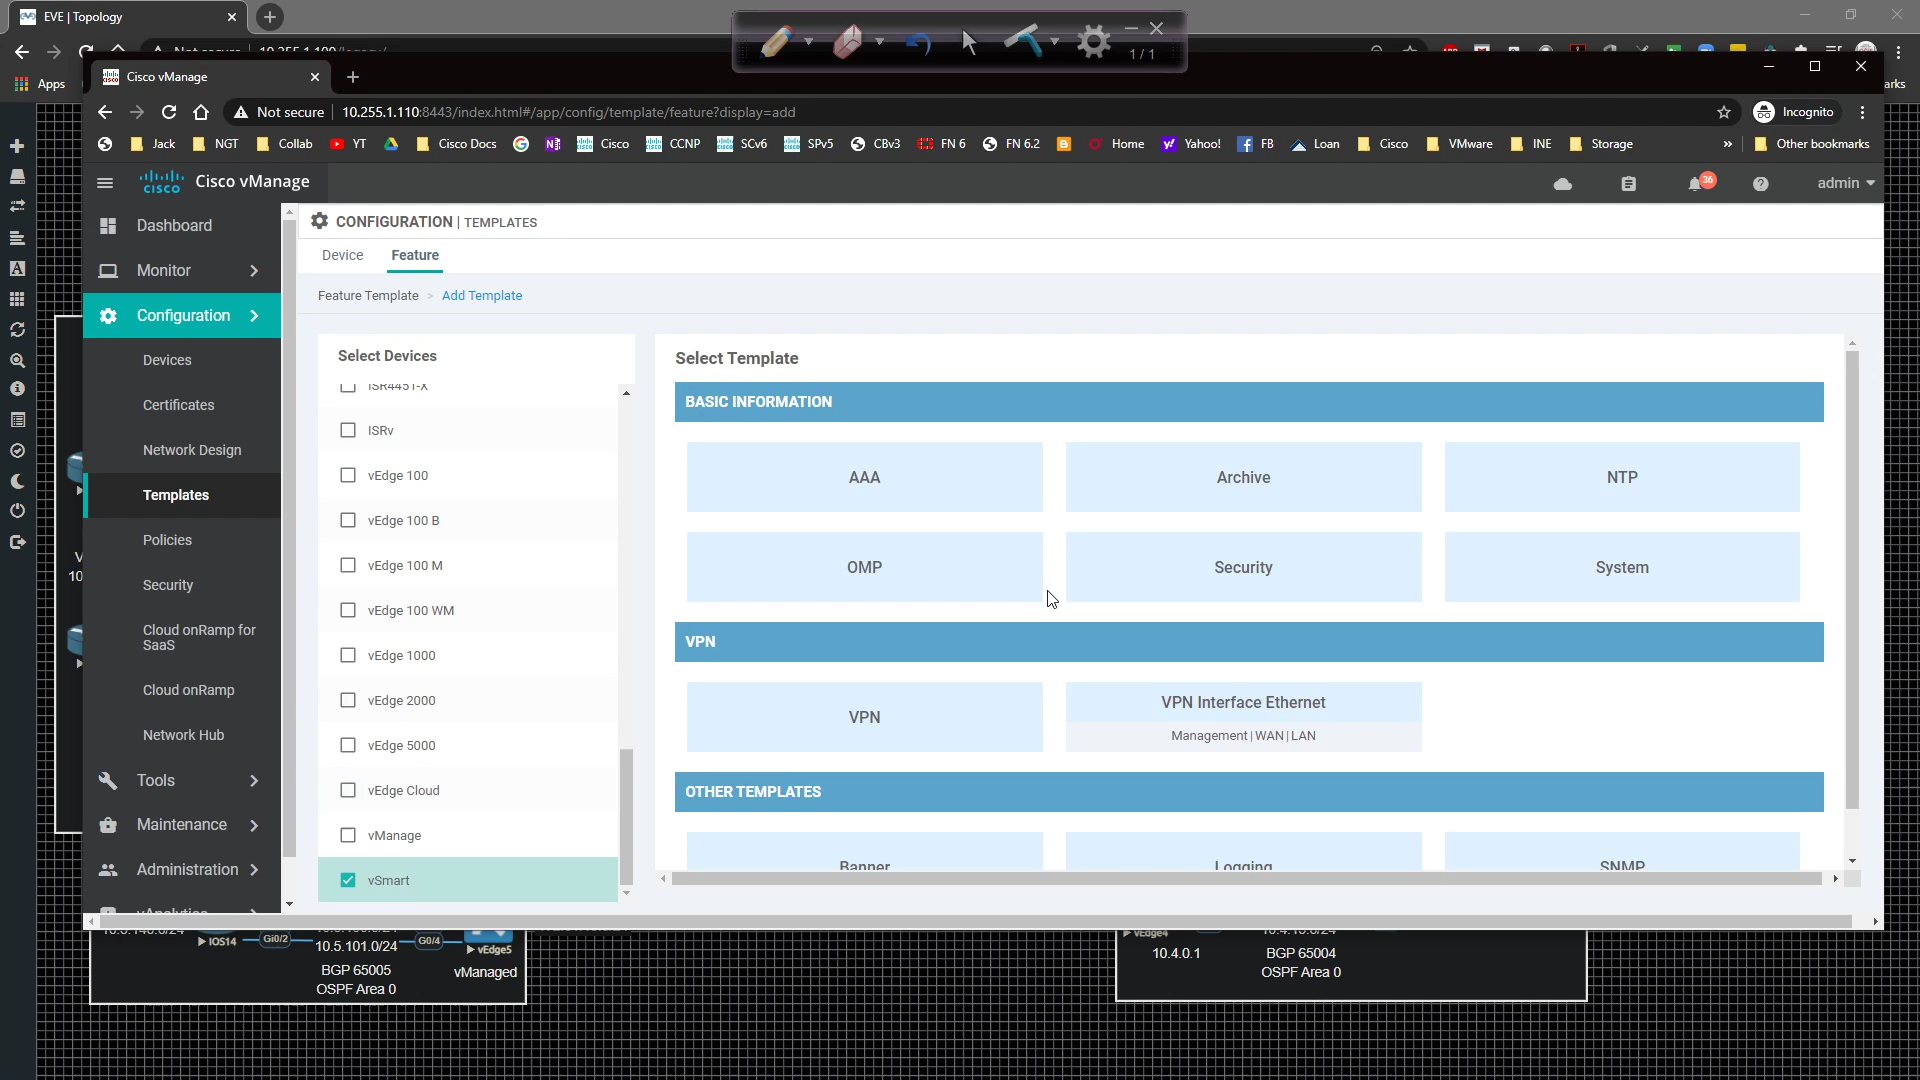 EVE | Topology
1 / 1
Apps
Cisco vManage
Not secure
10.255.1.110:8443/index.html#/app/config/template/feature?display=add
Incognito
Jack
NGT
Collab
YT
Cisco Docs
Cisco
CCNP
SCv6
SPv5
CBv3
FN 6
FN 6.2
Home
Yahoo!
FB
Loan
Cisco
VMware
INE
Storage
»
Other bookmarks
CISCO
Cisco vManage
36
admin
Dashboard
Monitor
Configuration
Devices
Certificates
Network Design
Templates
Policies
Security
Cloud onRamp for
SaaS
Cloud onRamp
Network Hub
Tools
Maintenance
Administration
vAnalytics
CONFIGURATION | TEMPLATES
Device
Feature
Feature Template > Add Template
Select Devices
ISR4451-X
ISRv
vEdge 100
vEdge 100 B
vEdge 100 M
vEdge 100 WM
vEdge 1000
vEdge 2000
vEdge 5000
vEdge Cloud
vManage
vSmart
Select Template
BASIC INFORMATION
AAA
Archive
NTP
OMP
Security
System
VPN
VPN
VPN Interface Ethernet
Management | WAN | LAN
OTHER TEMPLATES
Banner
Logging
SNMP
IOS14
Gi0/2
10.5.101.0/24
G0/4
vEdge5
BGP 65005
vManaged
OSPF Area 0
vEdge4
10.4.0.1
BGP 65004
OSPF Area 0